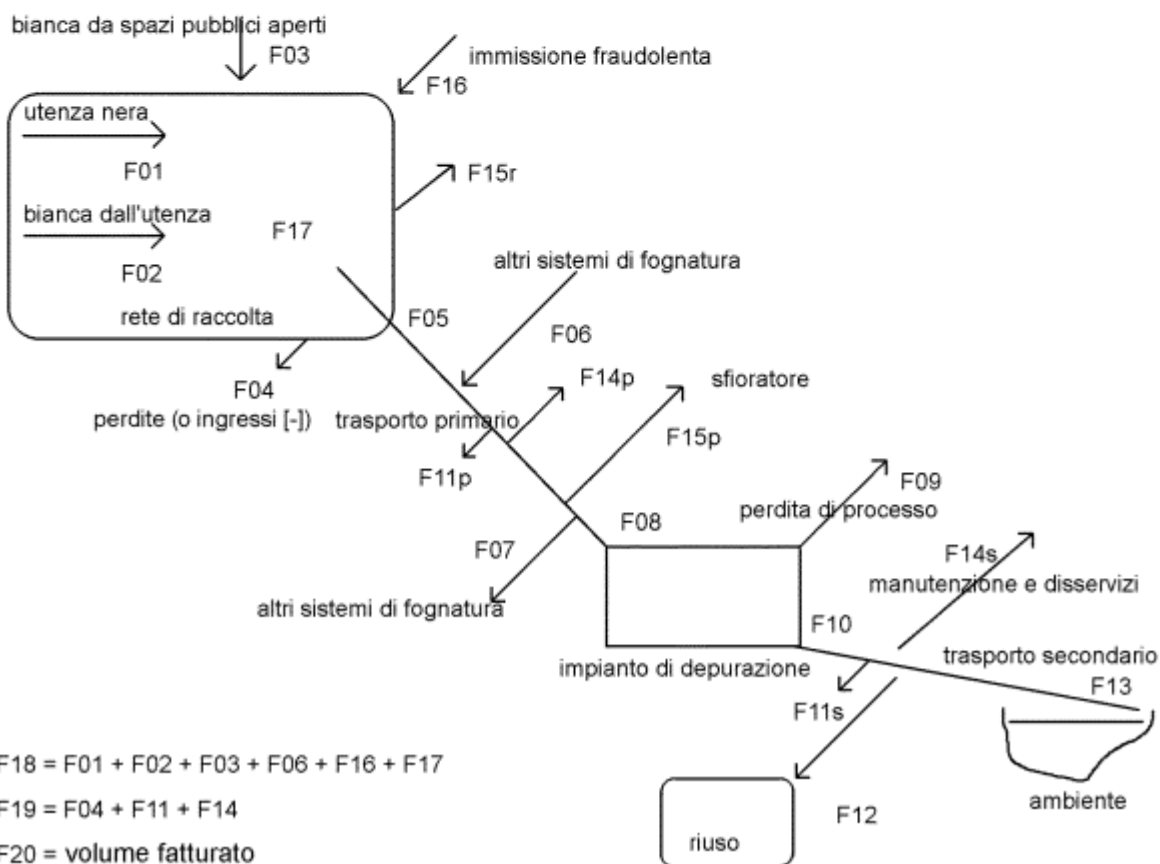 bianca da spazi pubblici aperti
F03
immissione fraudolenta
F16
utenza nera
F01
F15r
bianca dall'utenza
F17
F02
altri sistemi di fognatura
rete di raccolta
F05
F06
F04
F14p
sfioratore
perdite (o ingressi [-])
trasporto primario
F15p
F11p
F09
perdita di processo
F08
F07
F14s
manutenzione e disservizi
altri sistemi di fognatura
F10
impianto di depurazione
trasporto secondario
F13
F11s
F18 = F01 + F02 + F03 + F06 + F16 + F17
ambiente
F19 = F04 + F11 + F14
F12
riuso
F20 = volume fatturato